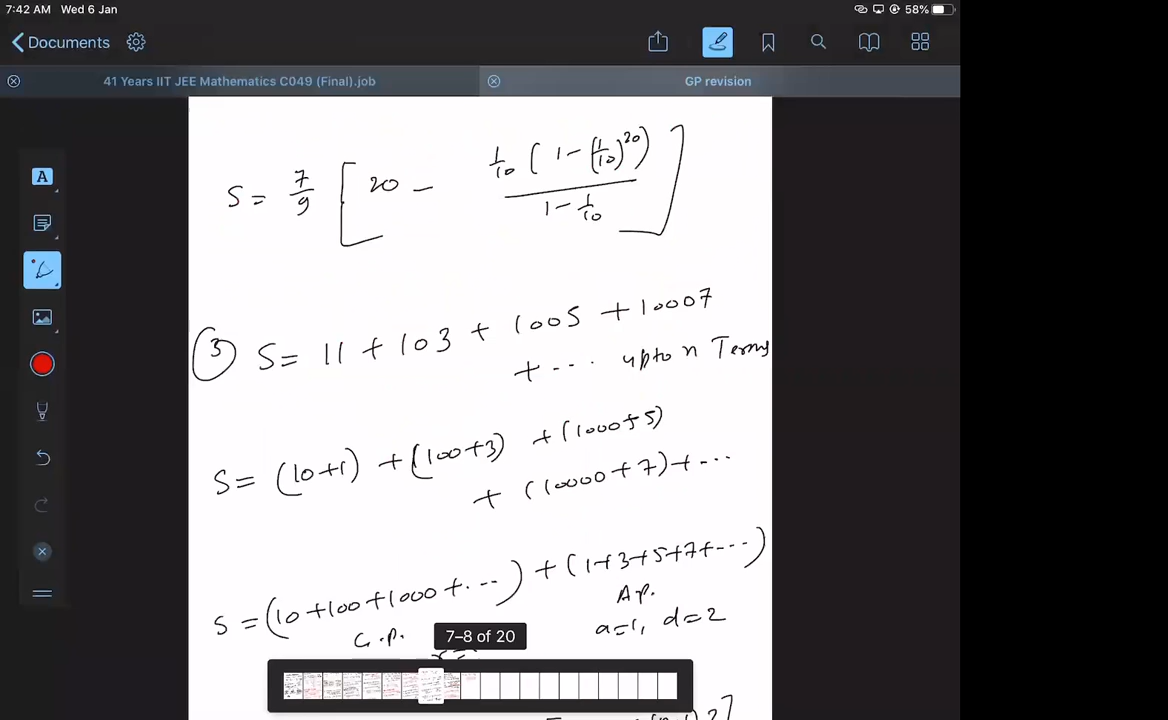 7:42 AM Wed 6 Jan
58%
Documents
41 Years IIT JEE Mathematics C049 (Final).job
GP revision
S = 7/9 [ 20 - 1/10 ( 1 - (1/10)^20 ) / 1 - 1/10 ]
(3) S = 11 + 103 + 1005 + 10007
+ ... upto n Terms
S = (10+1) + (100+3) + (1000+5)
+ (10000+7) + ...
S = (10+100+1000+...) + (1+3+5+7+...)
G.P.
A.p.
a=1, d=2
7–8 of 20